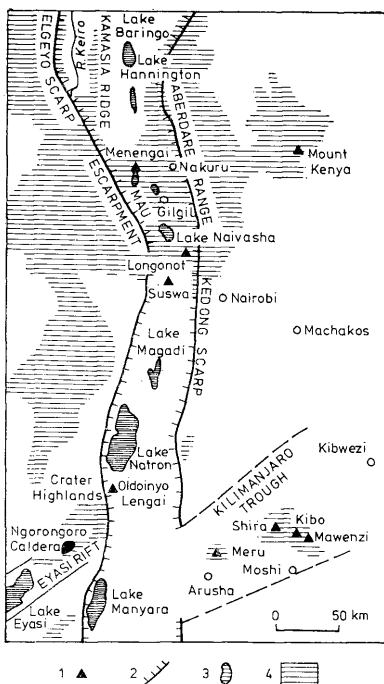 Lake
Baringo
R.Keiro
KAMASIA RIDGE
ELGEYO SCARP
Lake
Hannington
ABERDARE RANGE
Menengai
Nakuru
Mount
Kenya
MAU
ESCARPMENT
Gilgil
Lake Naivasha
Longonot
Suswa
KEDONG SCARP
Nairobi
Lake
Magadi
Machakos
Lake
Natron
KILIMANJARO
TROUGH
Kibwezi
Crater
Highlands
Oldoinyo
Lengai
Shira
Kibo
Mawenzi
Ngorongoro
Caldera
EYASI RIFT
Meru
Moshi
Arusha
Lake
Eyasi
Lake
Manyara
0 50 km
1 2 3 4